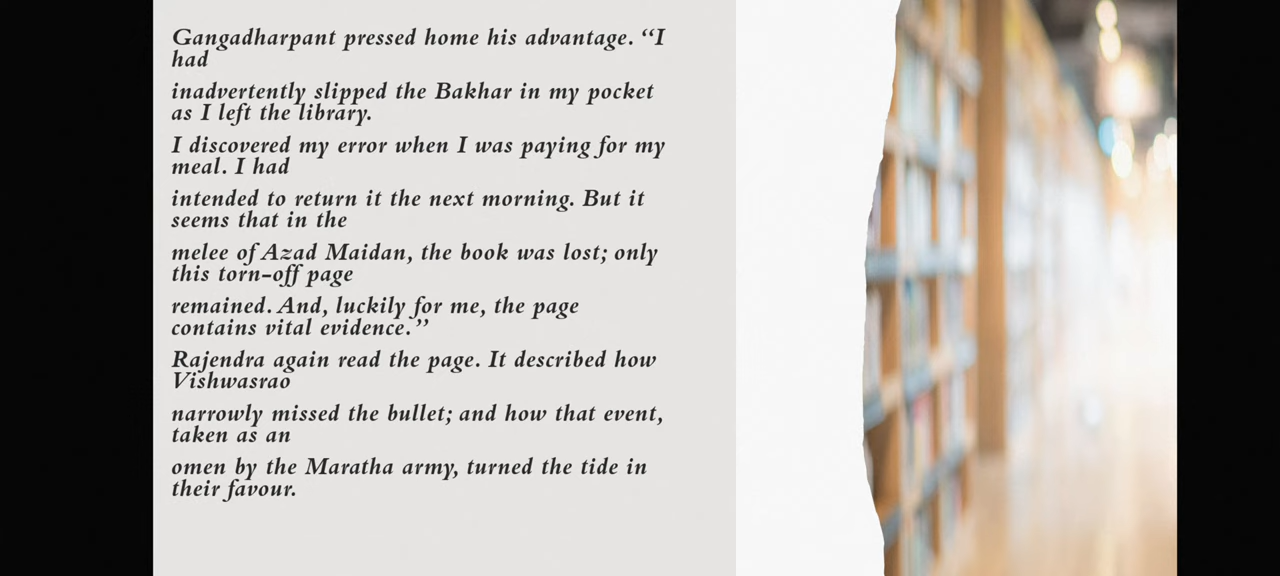 Gangadharpant pressed home his advantage. “I
had
inadvertently slipped the Bakhar in my pocket
as I left the library.
I discovered my error when I was paying for my
meal. I had
intended to return it the next morning. But it
seems that in the
melee of Azad Maidan, the book was lost; only
this torn-off page
remained. And, luckily for me, the page
contains vital evidence.”
Rajendra again read the page. It described how
Vishwasrao
narrowly missed the bullet; and how that event,
taken as an
omen by the Maratha army, turned the tide in
their favour.